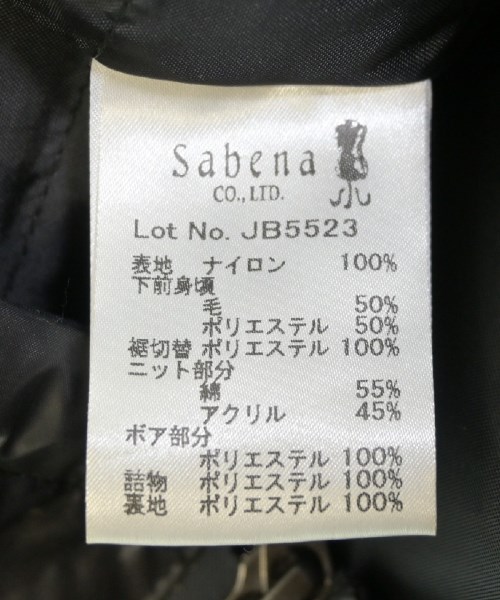 Sabena
CO., LTD.
Lot No. JB5523
表地 ナイロン 100%
下前身頃
毛 50%
ポリエステル 50%
裾切替 ポリエステル 100%
ニット部分
綿 55%
アクリル 45%
ボア部分
ポリエステル 100%
詰物 ポリエステル 100%
裏地 ポリエステル 100%